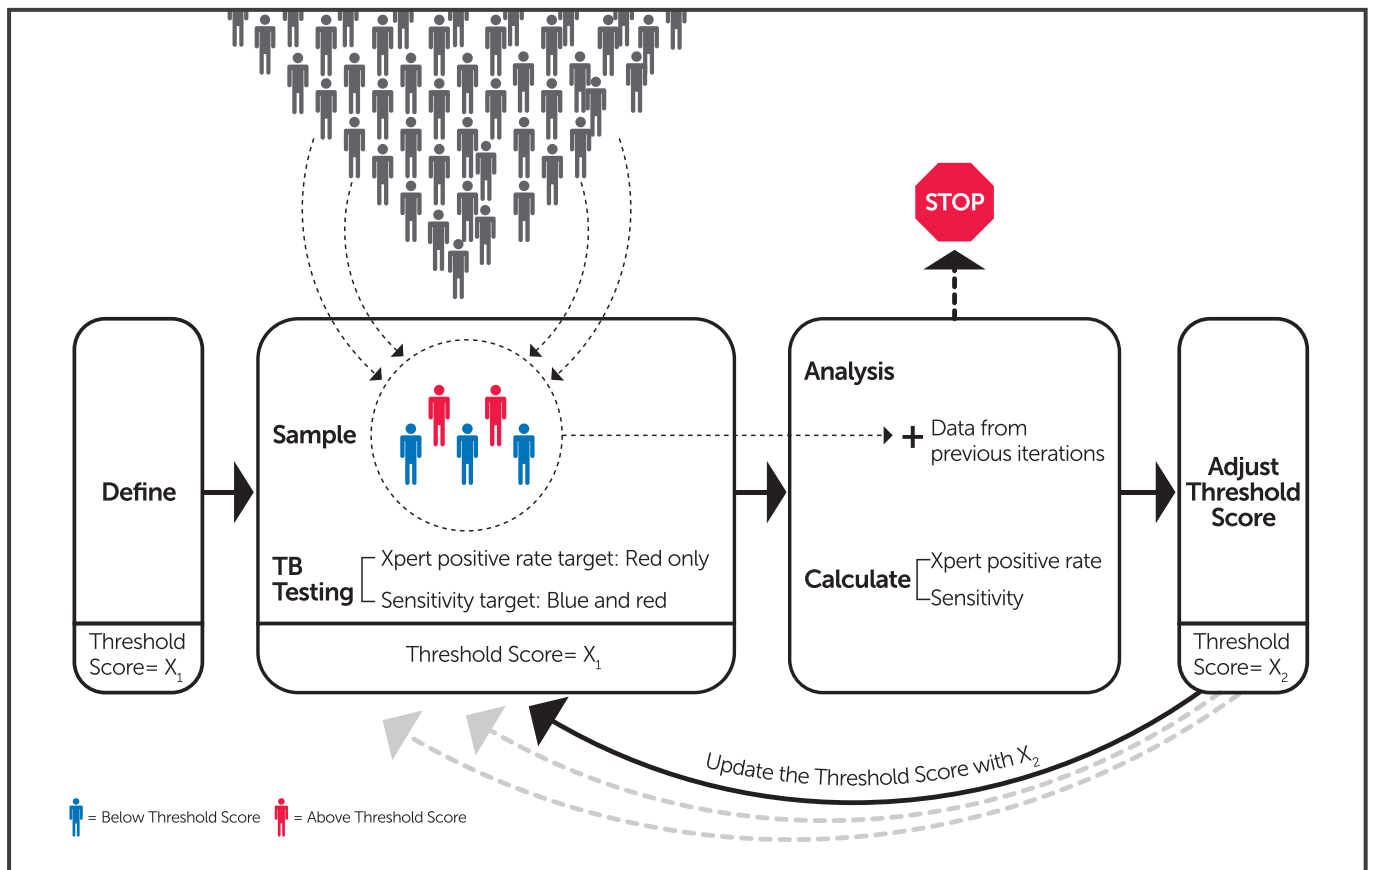 STOP
Define
Threshold
Score= X₁
Sample
TB
Testing
Xpert positive rate target: Red only
Sensitivity target: Blue and red
Threshold Score= X₁
Analysis
+ Data from
previous iterations
Calculate
Xpert positive rate
Sensitivity
Adjust
Threshold
Score
Threshold
Score= X₂
Update the Threshold Score with X₂
= Below Threshold Score
= Above Threshold Score